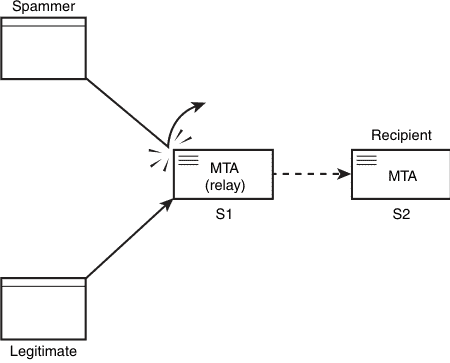 Spammer
Recipient
MTA
(relay)
MTA
S1
S2
Legitimate